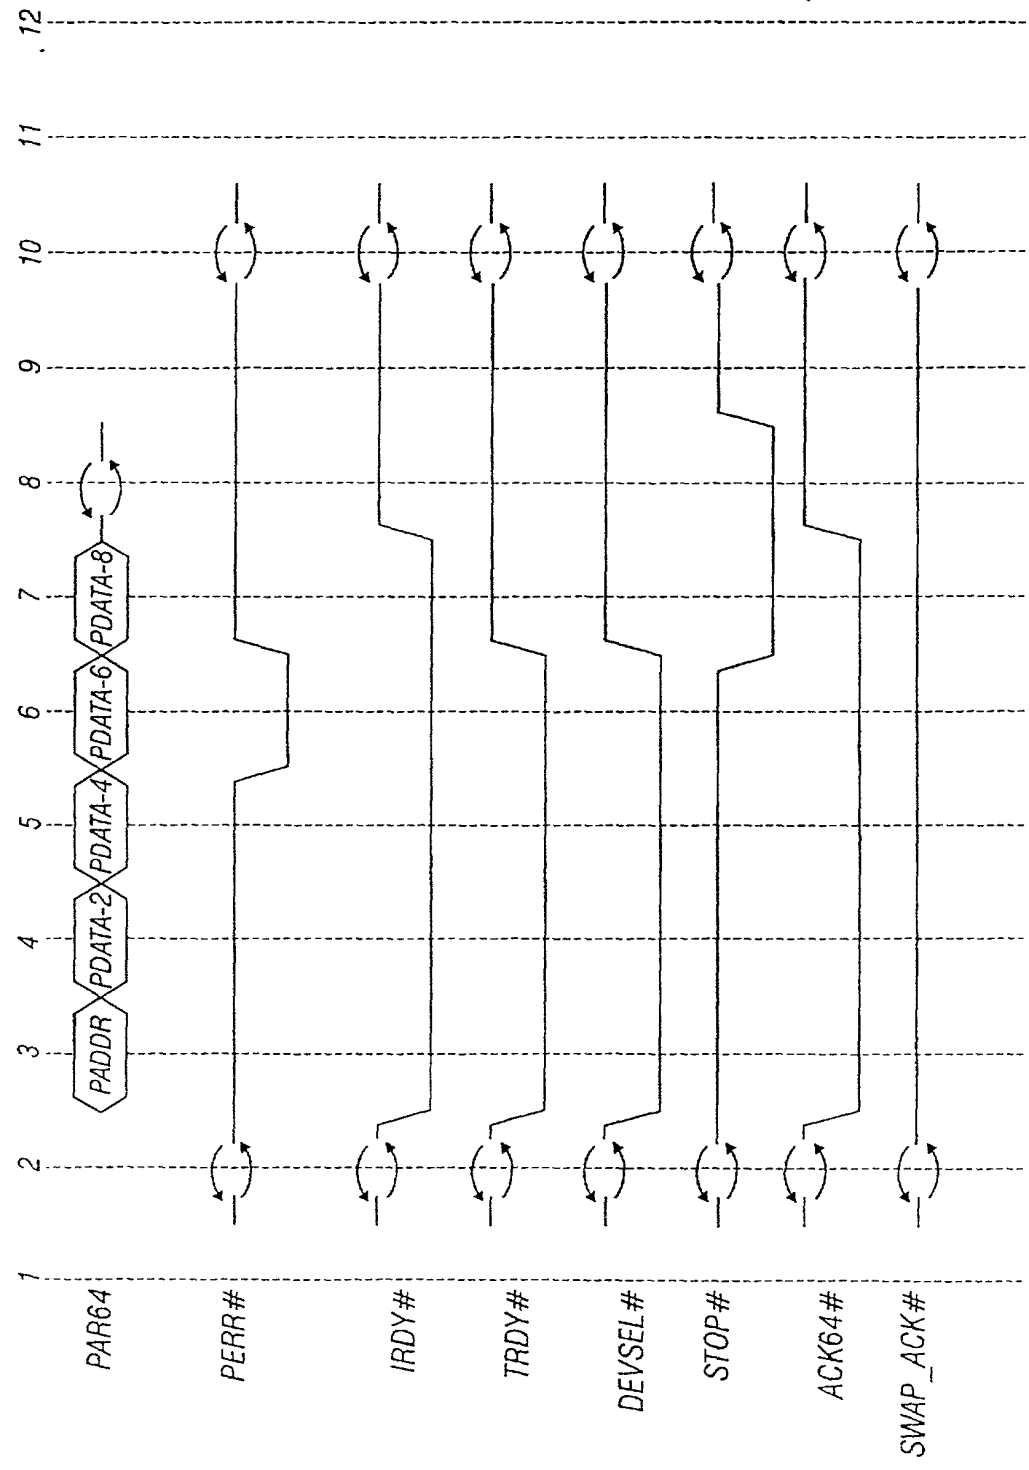 1 2 3 4 5 6 7 8 9 10 11 12
PAR64 PADDR PDATA-2 PDATA-4 PDATA-6 PDATA-8
PERR#
IRDY#
TRDY#
DEVSEL#
STOP#
ACK64#
SWAP_ACK#